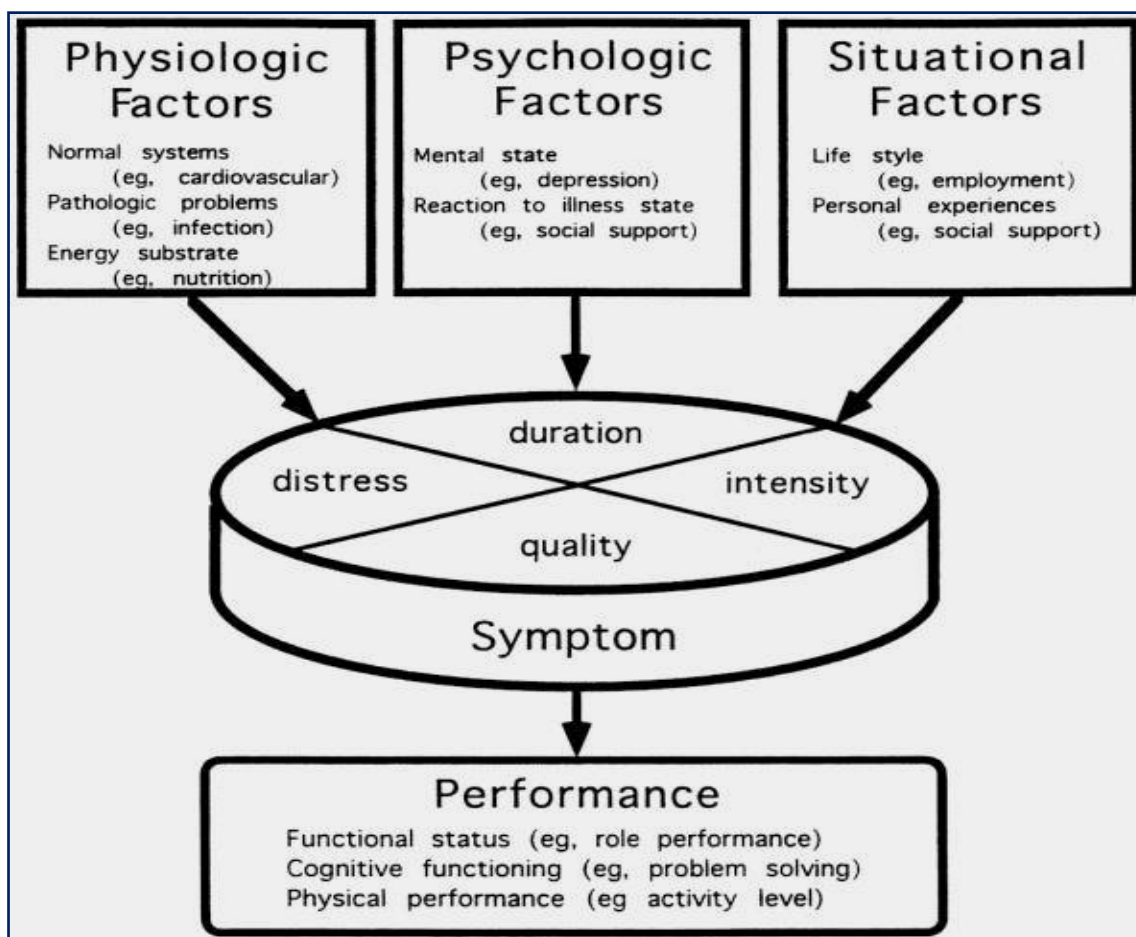 Physiologic
Factors
Normal systems
(eg, cardiovascular)
Pathologic problems
(eg, infection)
Energy substrate
(eg, nutrition)
Psychologic
Factors
Mental state
(eg, depression)
Reaction to illness state
(eg, social support)
Situational
Factors
Life style
(eg, employment)
Personal experiences
(eg, social support)
duration
distress
intensity
quality
Symptom
Performance
Functional status (eg, role performance)
Cognitive functioning (eg, problem solving)
Physical performance (eg activity level)